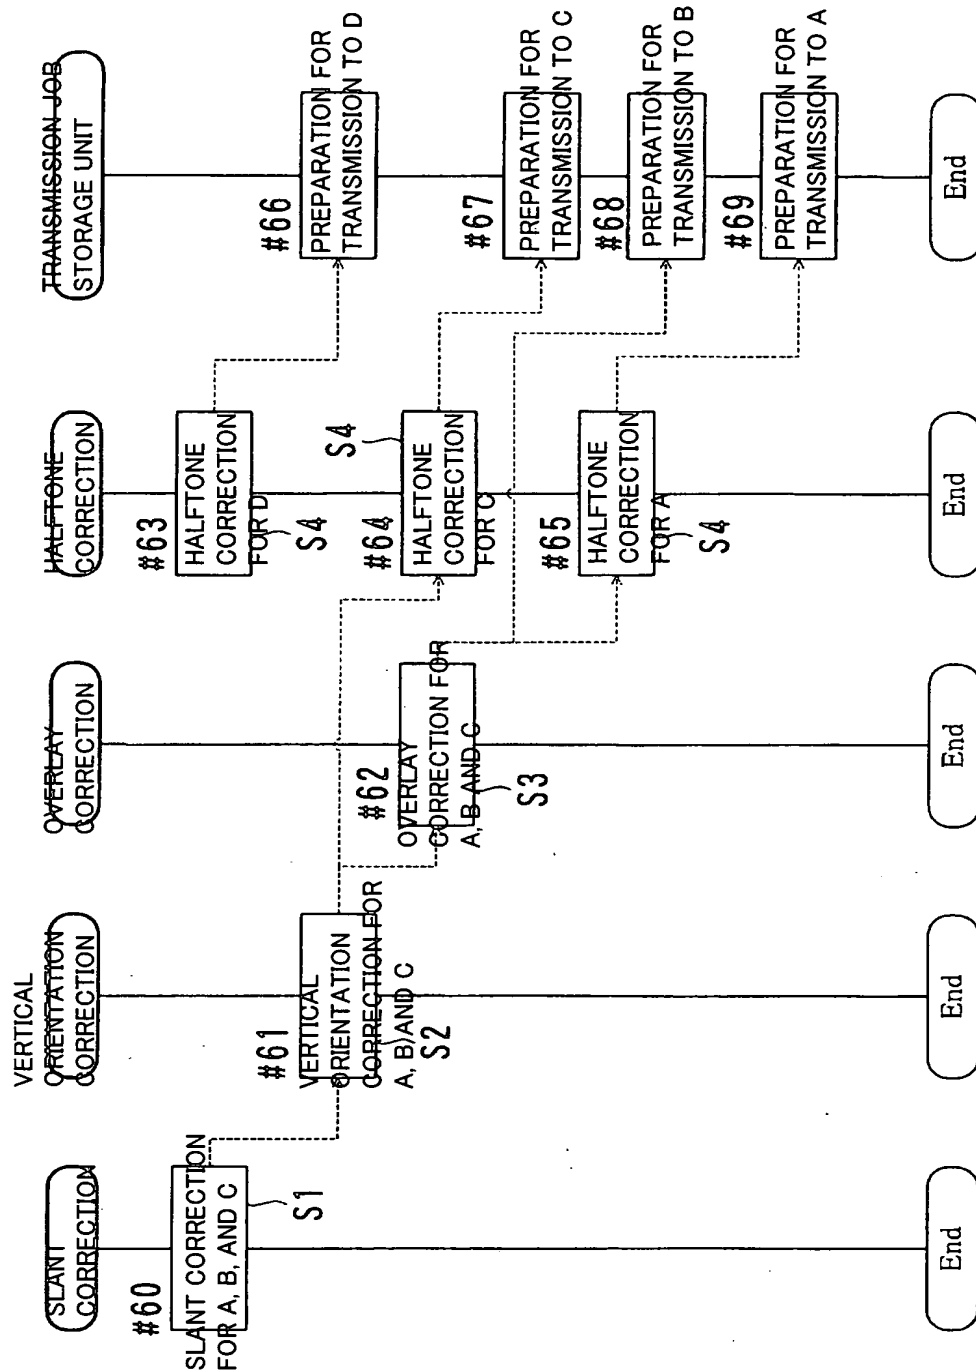 SLANT
CORRECTION
#60
SLANT CORRECTION
FOR A, B, AND C
S1
End
VERTICAL
ORIENTATION
CORRECTION
#61
VERTICAL
ORIENTATION
CORRECTION FOR
A, B AND C
S2
End
OVERLAY
CORRECTION
#62
OVERLAY
CORRECTION FOR
A, B AND C
S3
End
HALFTONE
CORRECTION
#63
HALFTONE
CORRECTION
FOR D
S4
#64
HALFTONE
CORRECTION
FOR C
S4
#65
HALFTONE
CORRECTION
FOR A
S4
End
TRANSMISSION JOB
STORAGE UNIT
#66
PREPARATION FOR
TRANSMISSION TO D
#67
PREPARATION FOR
TRANSMISSION TO C
#68
PREPARATION FOR
TRANSMISSION TO B
#69
PREPARATION FOR
TRANSMISSION TO A
End